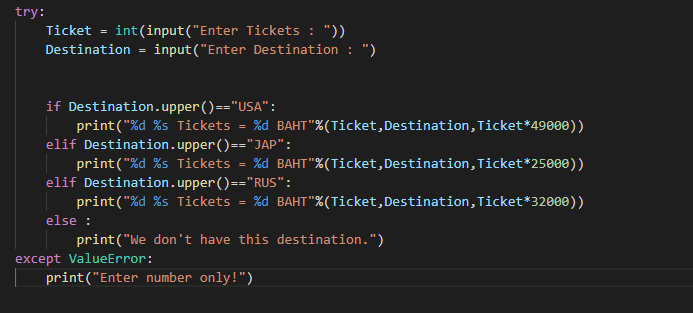 try:
    Ticket = int(input("Enter Tickets : "))
    Destination = input("Enter Destination : ")
    if Destination.upper()=="USA":
        print("%d %s Tickets = %d BAHT"%(Ticket,Destination,Ticket*49000))
    elif Destination.upper()=="JAP":
        print("%d %s Tickets = %d BAHT"%(Ticket,Destination,Ticket*25000))
    elif Destination.upper()=="RUS":
        print("%d %s Tickets = %d BAHT"%(Ticket,Destination,Ticket*32000))
    else :
        print("We don't have this destination.")
except ValueError:
    print("Enter number only!")